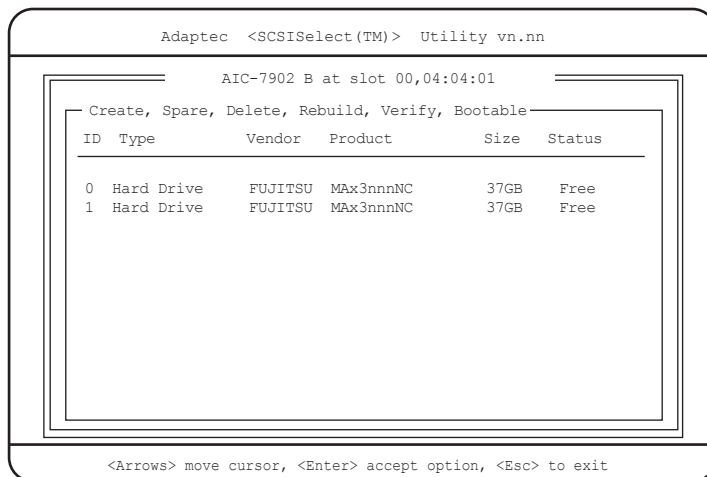 Adaptec <SCSISelect(TM)> Utility vn.nn
AIC-7902 B at slot 00,04:04:01
Create, Spare, Delete, Rebuild, Verify, Bootable
ID Type Vendor Product Size Status
0 Hard Drive FUJITSU MAx3nnnNC 37GB Free
1 Hard Drive FUJITSU MAx3nnnNC 37GB Free
<Arrows> move cursor, <Enter> accept option, <Esc> to exit